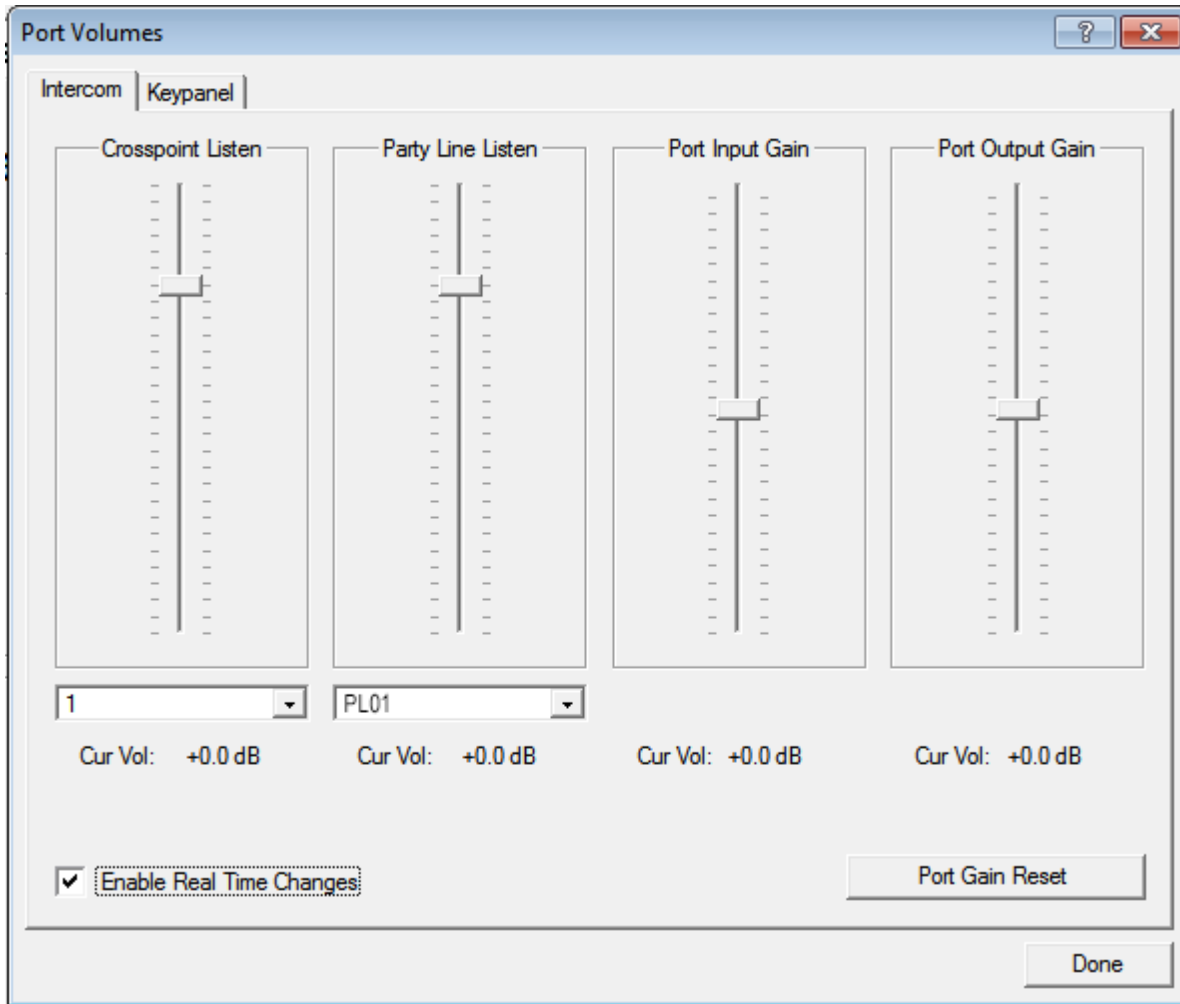 Port Volumes
Intercom Keypanel
Crosspoint Listen Party Line Listen Port Input Gain Port Output Gain
1 PL01
Cur Vol: +0.0 dB Cur Vol: +0.0 dB Cur Vol: +0.0 dB Cur Vol: +0.0 dB
Enable Real Time Changes Port Gain Reset
Done